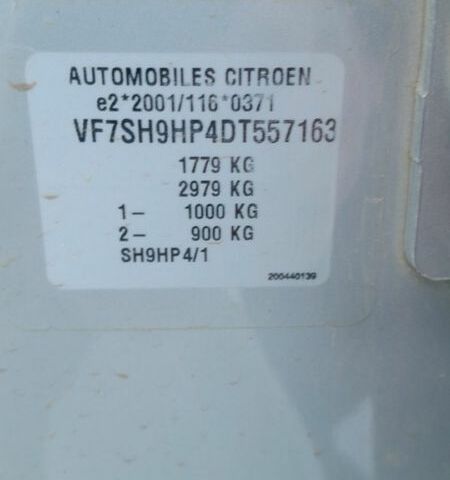 AUTOMOBILES CITROEN
e2*2001/116*0371
VF7SH9HP4DT557163
1779 KG
2979 KG
1- 1000 KG
2- 900 KG
SH9HP4/1
200440139